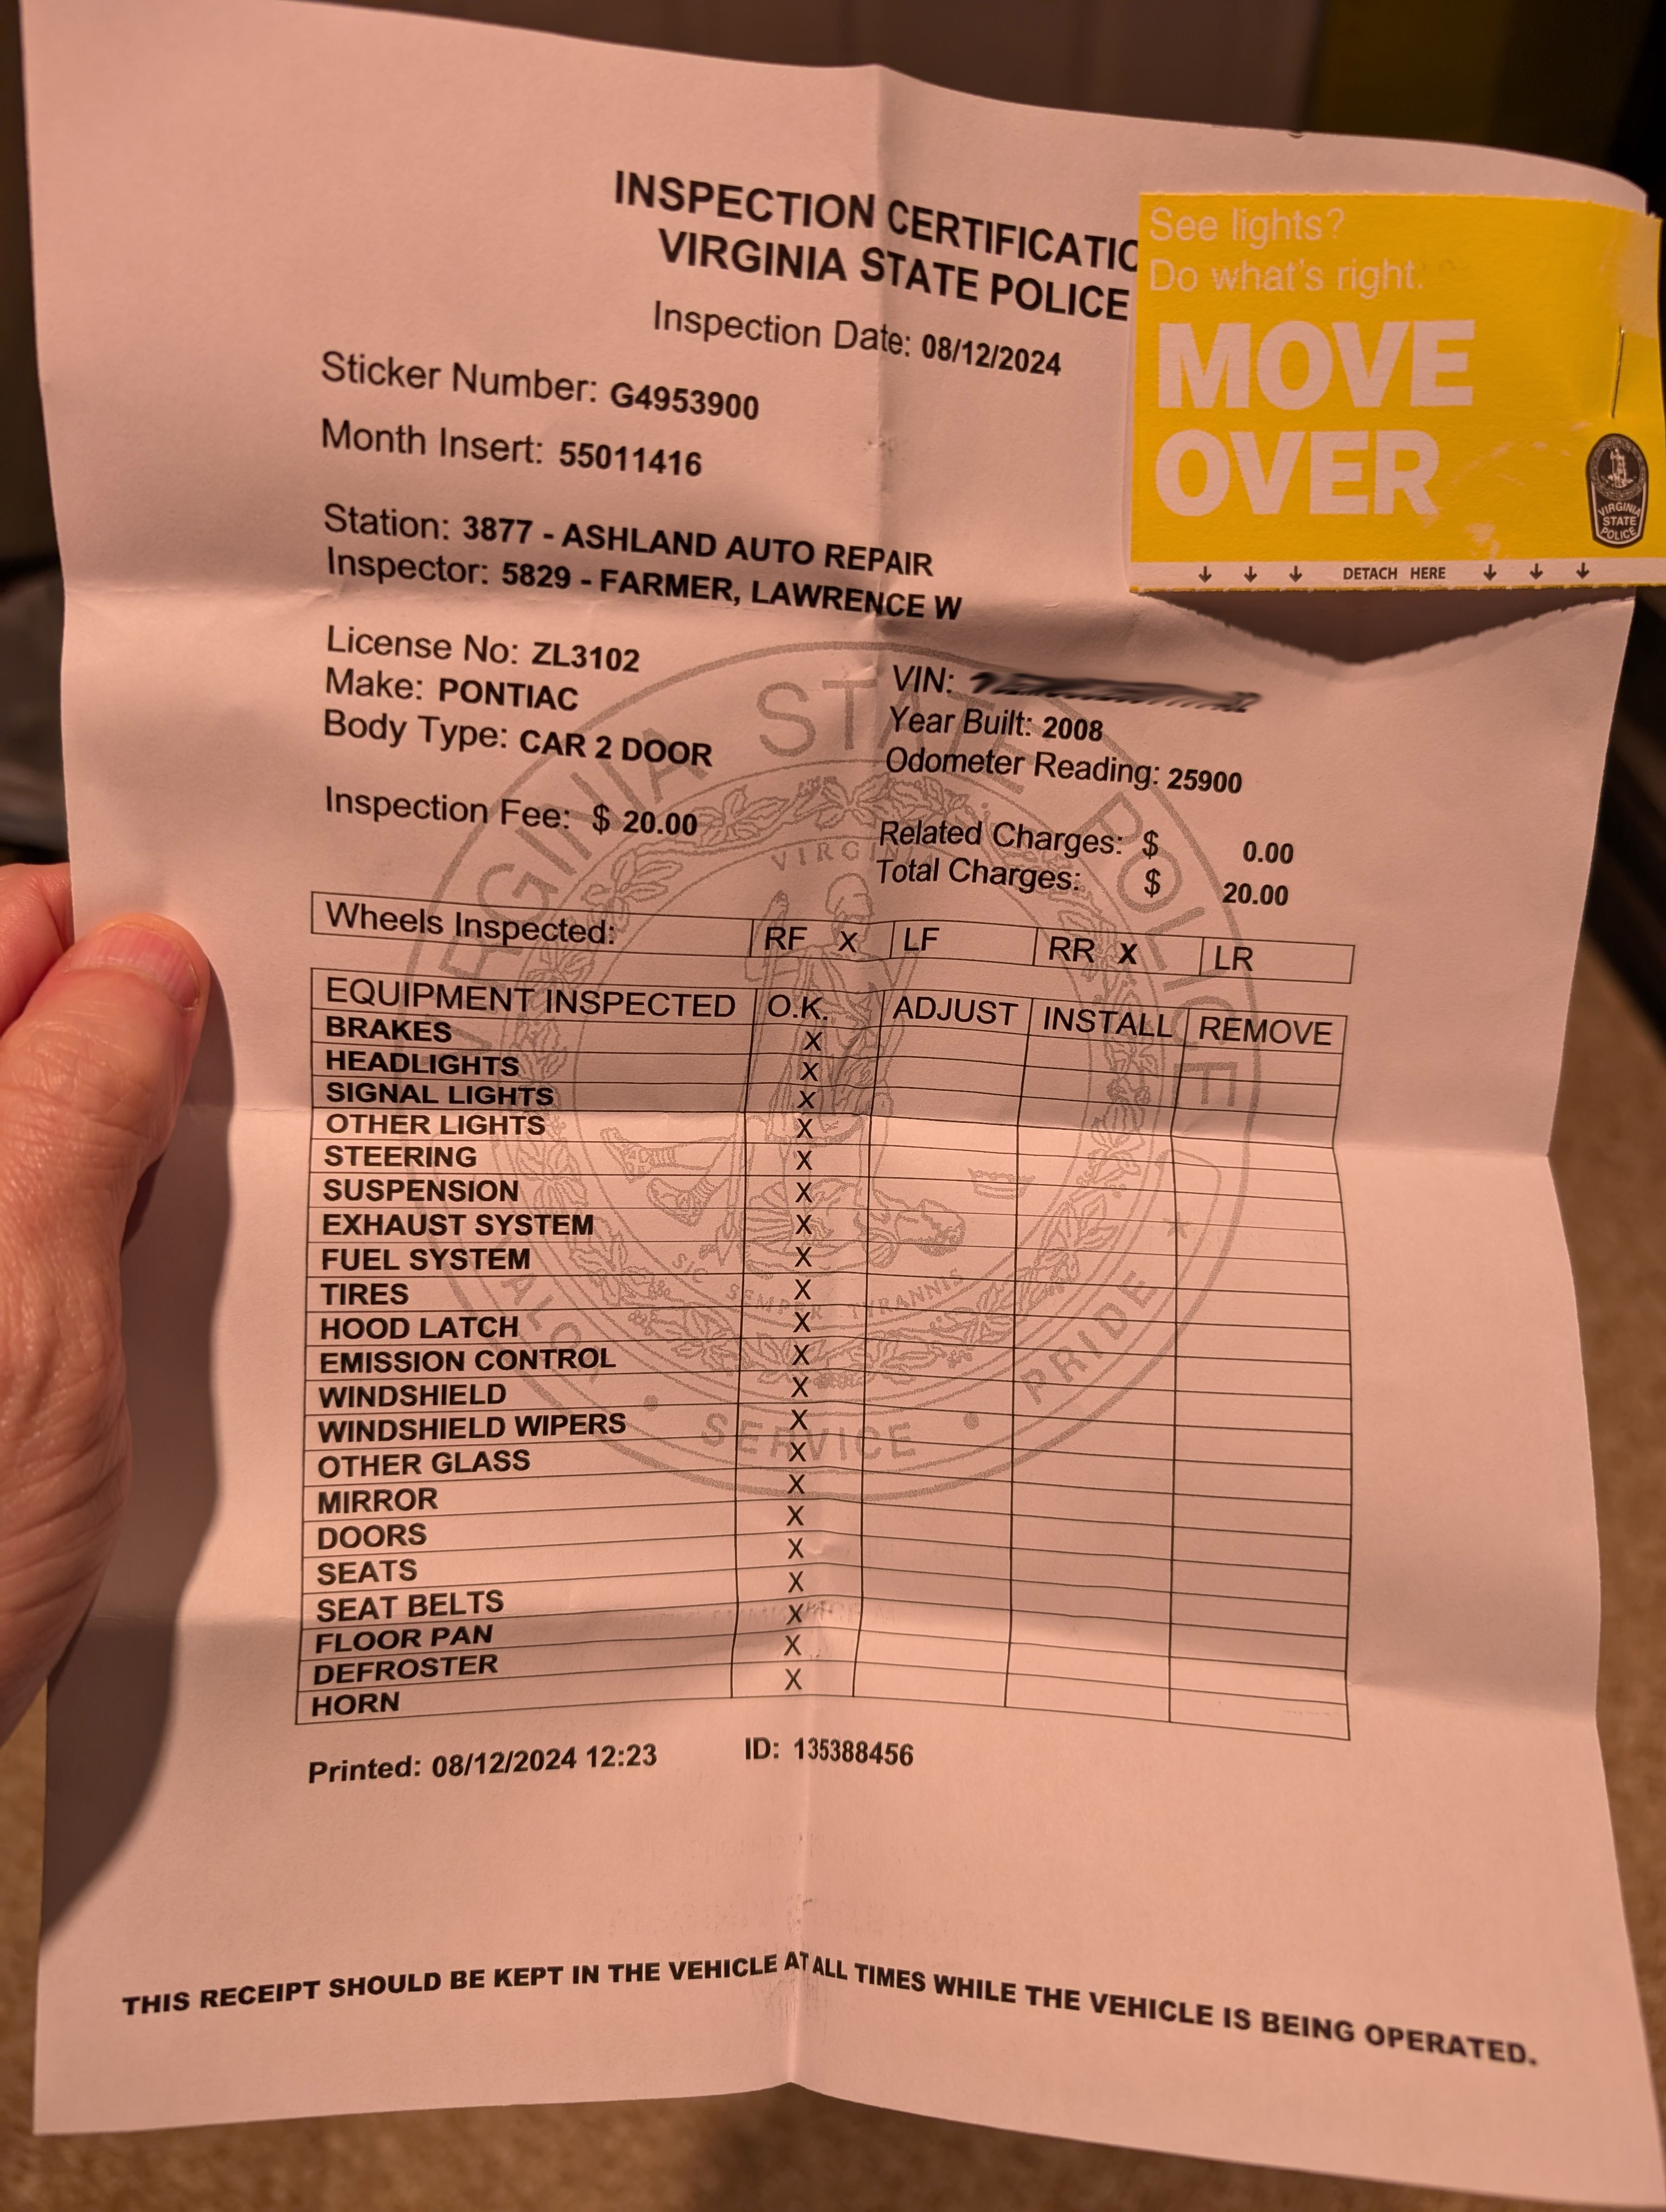 INSPECTION CERTIFICATIO
VIRGINIA STATE POLICE
Inspection Date: 08/12/2024
See lights?
Do what's right.
MOVE
OVER
VIRGINIA
STATE
POLICE
DETACH HERE
Sticker Number: G4953900
Month Insert: 55011416
Station: 3877 - ASHLAND AUTO REPAIR
Inspector: 5829 - FARMER, LAWRENCE W
License No: ZL3102
Make: PONTIAC
Body Type: CAR 2 DOOR
VIN:
Year Built: 2008
Odometer Reading: 25900
Inspection Fee: $ 20.00
Related Charges: $ 0.00
Total Charges: $ 20.00
Wheels Inspected: RF X LF RR X LR
EQUIPMENT INSPECTED O.K. ADJUST INSTALL REMOVE
BRAKES X
HEADLIGHTS X
SIGNAL LIGHTS X
OTHER LIGHTS X
STEERING X
SUSPENSION X
EXHAUST SYSTEM X
FUEL SYSTEM X
TIRES X
HOOD LATCH X
EMISSION CONTROL X
WINDSHIELD X
WINDSHIELD WIPERS X
OTHER GLASS X
MIRROR X
DOORS X
SEATS X
SEAT BELTS X
FLOOR PAN X
DEFROSTER X
HORN X
VIRGINIA STATE POLICE
VIRGINIA
SIC SEMPER TYRANNIS
VALOR • SERVICE • PRIDE
Printed: 08/12/2024 12:23 ID: 135388456
THIS RECEIPT SHOULD BE KEPT IN THE VEHICLE AT ALL TIMES WHILE THE VEHICLE IS BEING OPERATED.